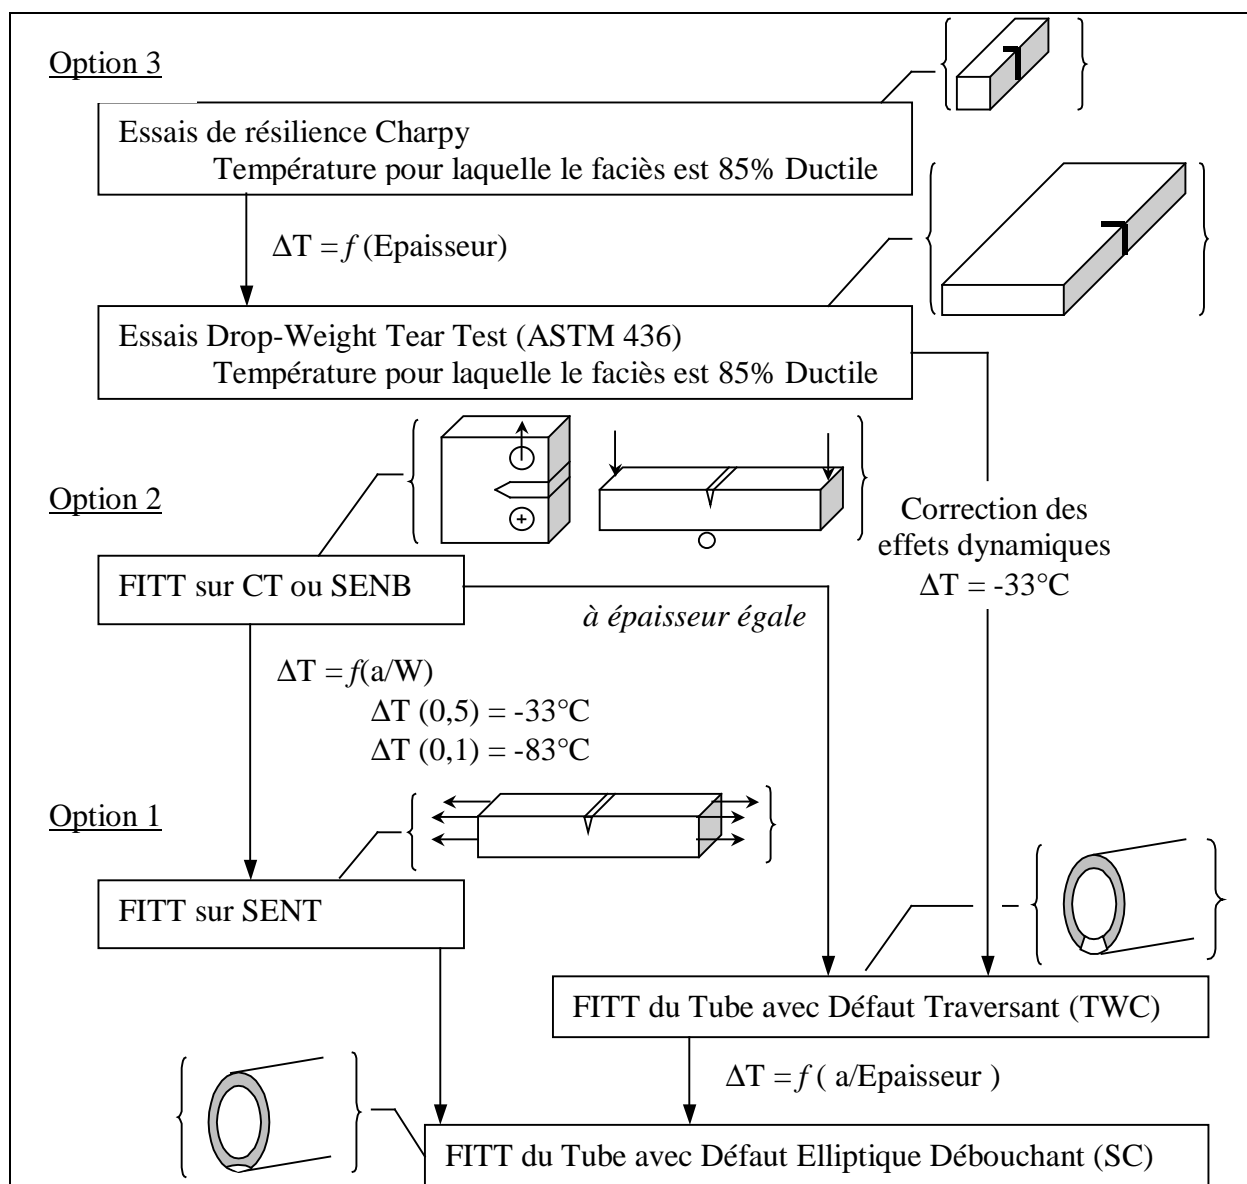 Option 3
Essais de résilience Charpy
Température pour laquelle le faciès est 85% Ductile
ΔT = f (Epaisseur)
Essais Drop-Weight Tear Test (ASTM 436)
Température pour laquelle le faciès est 85% Ductile
Option 2
Correction des
effets dynamiques
ΔT = -33°C
FITT sur CT ou SENB
à épaisseur égale
ΔT = f(a/W)
ΔT (0,5) = -33°C
ΔT (0,1) = -83°C
Option 1
FITT sur SENT
FITT du Tube avec Défaut Traversant (TWC)
ΔT = f ( a/Epaisseur )
FITT du Tube avec Défaut Elliptique Débouchant (SC)